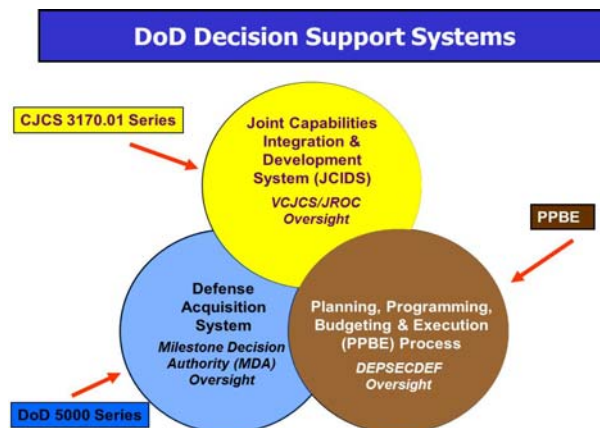 DoD Decision Support Systems
CJCS 3170.01 Series
Joint Capabilities
Integration &
Development
System (JCIDS)
VCJCS/JROC
Oversight
PPBE
Defense
Acquisition
System
Milestone Decision
Authority (MDA)
Oversight
Planning, Programming,
Budgeting & Execution
(PPBE) Process
DEPSECDEF
Oversight
DoD 5000 Series